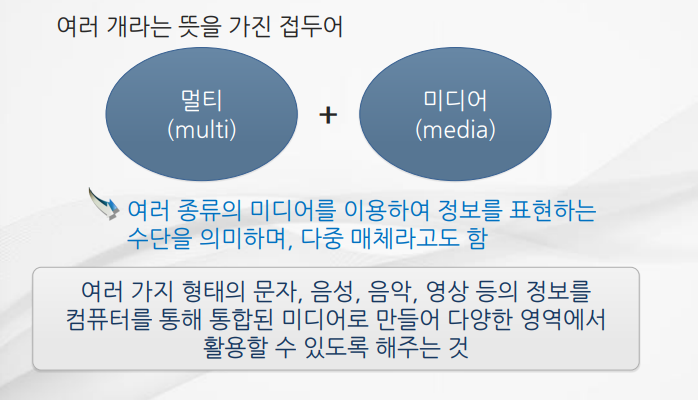 여러 개라는 뜻을 가진 접두어
멀티
(multi)
+
미디어
(media)
여러 종류의 미디어를 이용하여 정보를 표현하는
수단을 의미하며, 다중 매체라고도 함
여러 가지 형태의 문자, 음성, 음악, 영상 등의 정보를
컴퓨터를 통해 통합된 미디어로 만들어 다양한 영역에서
활용할 수 있도록 해주는 것